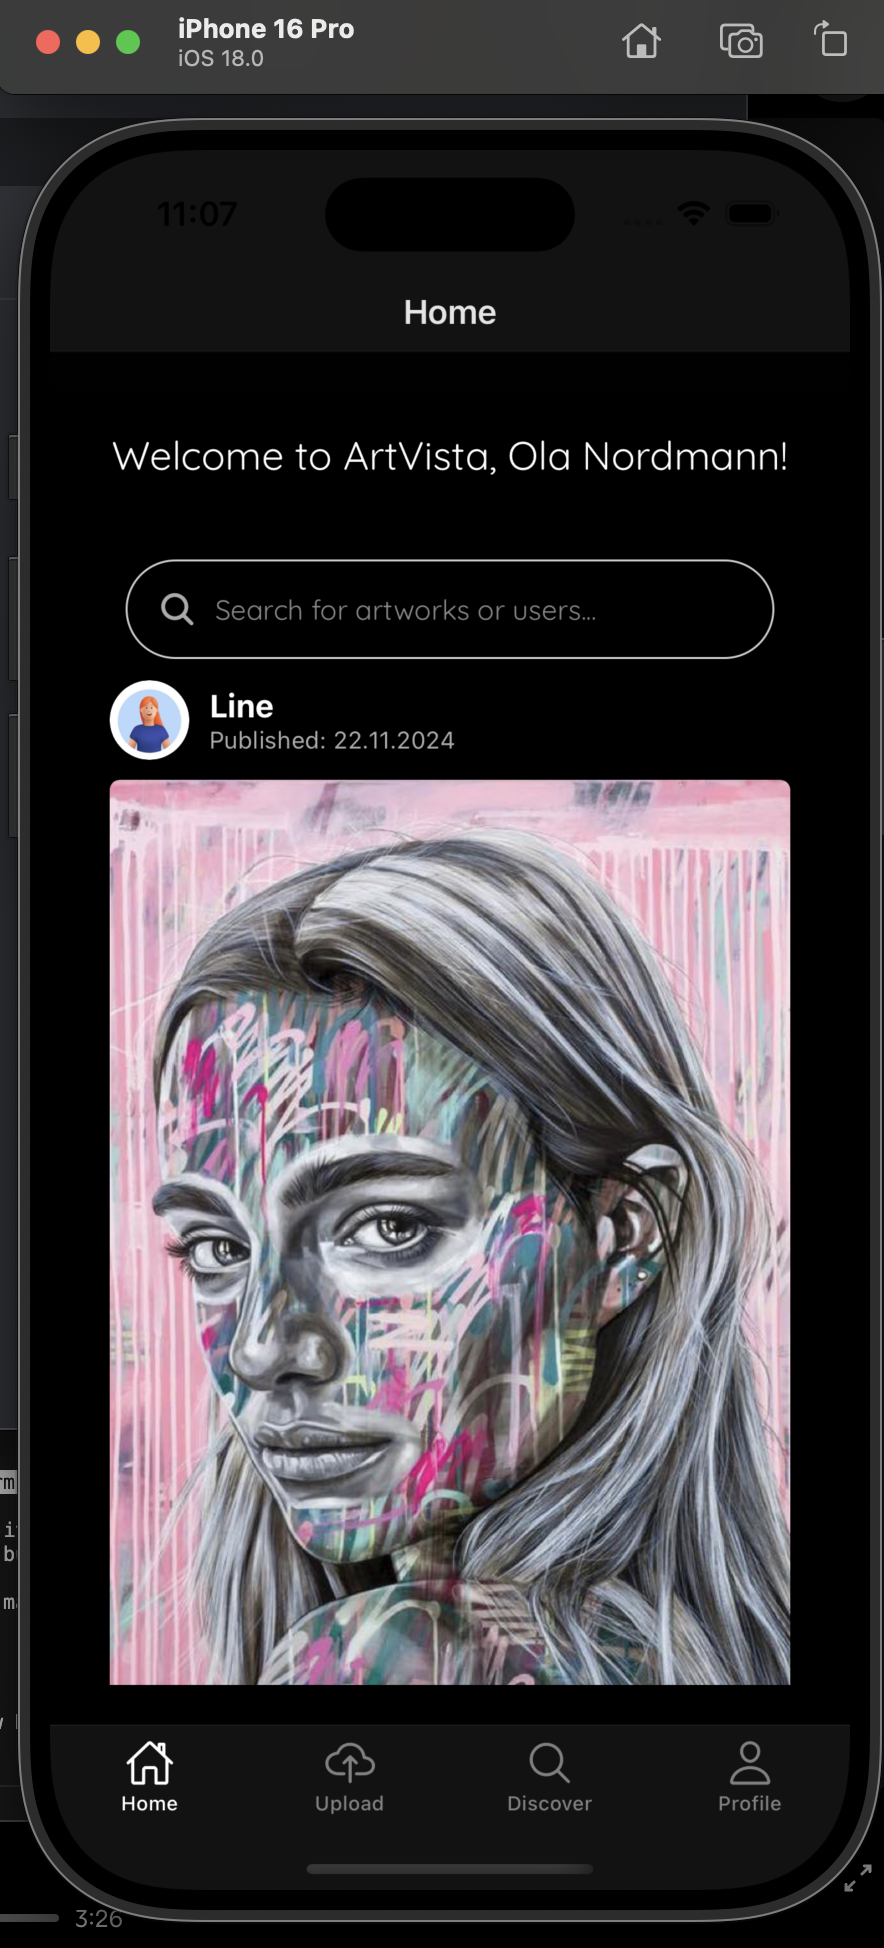 iPhone 16 Pro
iOS 18.0
11:07
Home
Welcome to ArtVista, Ola Nordmann!
Search for artworks or users...
Line
Published: 22.11.2024
Home
Upload
Discover
Profile
3:26